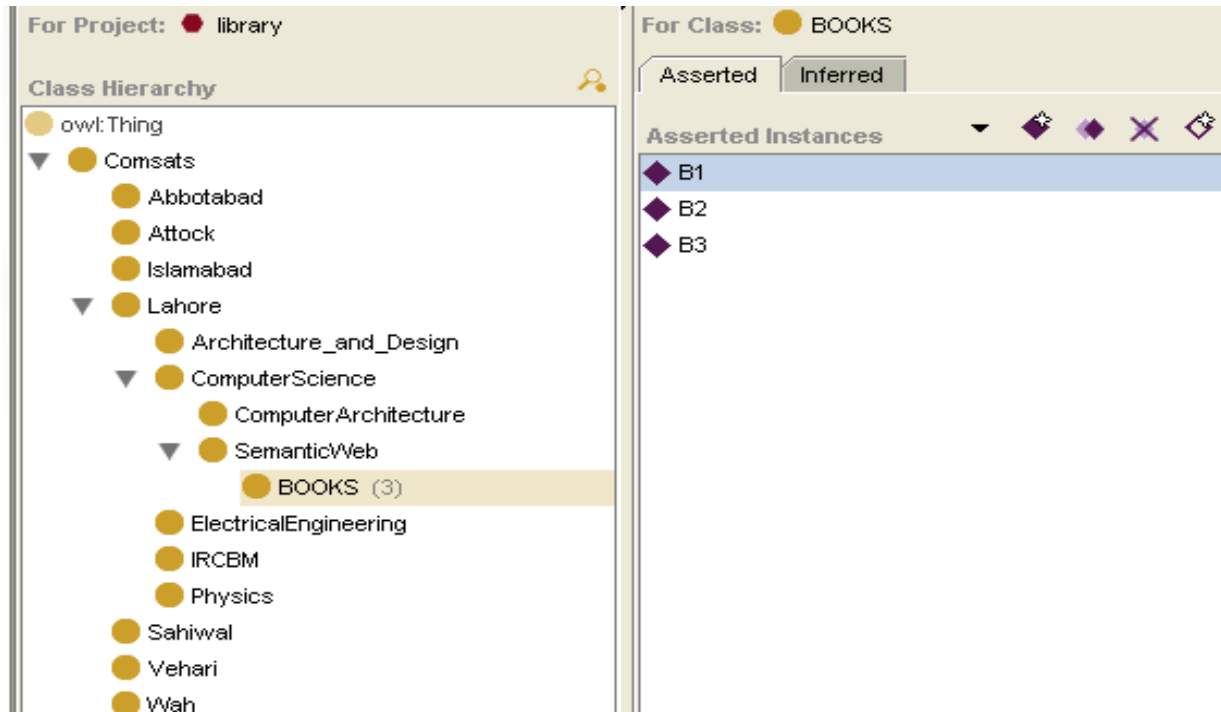 For Project: library
Class Hierarchy
owl:Thing
Comsats
Abbotabad
Attock
Islamabad
Lahore
Architecture_and_Design
ComputerScience
ComputerArchitecture
SemanticWeb
BOOKS (3)
ElectricalEngineering
IRCBM
Physics
Sahiwal
Vehari
Wah
For Class: BOOKS
Asserted Inferred
Asserted Instances
B1
B2
B3